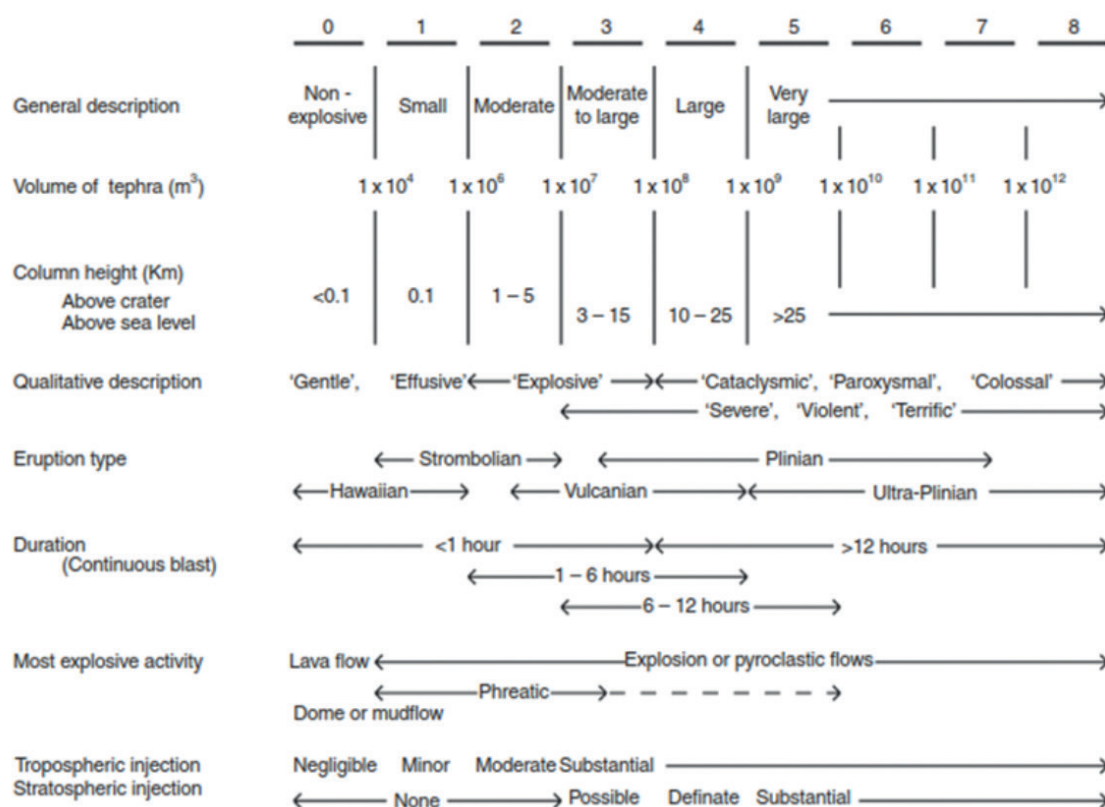 0 1 2 3 4 5 6 7 8
General description Non - explosive Small Moderate Moderate to large Large Very large
Volume of tephra (m³) 1 x 10⁴ 1 x 10⁶ 1 x 10⁷ 1 x 10⁸ 1 x 10⁹ 1 x 10¹⁰ 1 x 10¹¹ 1 x 10¹²
Column height (Km)
Above crater <0.1 0.1 1 – 5
Above sea level 3 – 15 10 – 25 >25
Qualitative description 'Gentle', 'Effusive' 'Explosive' 'Cataclysmic', 'Paroxysmal', 'Colossal'
'Severe', 'Violent', 'Terrific'
Eruption type Strombolian Plinian
Hawaiian Vulcanian Ultra-Plinian
Duration <1 hour >12 hours
(Continuous blast)
1 – 6 hours
6 – 12 hours
Most explosive activity Lava flow Explosion or pyroclastic flows
Phreatic
Dome or mudflow
Tropospheric injection Negligible Minor Moderate Substantial
Stratospheric injection None Possible Definate Substantial